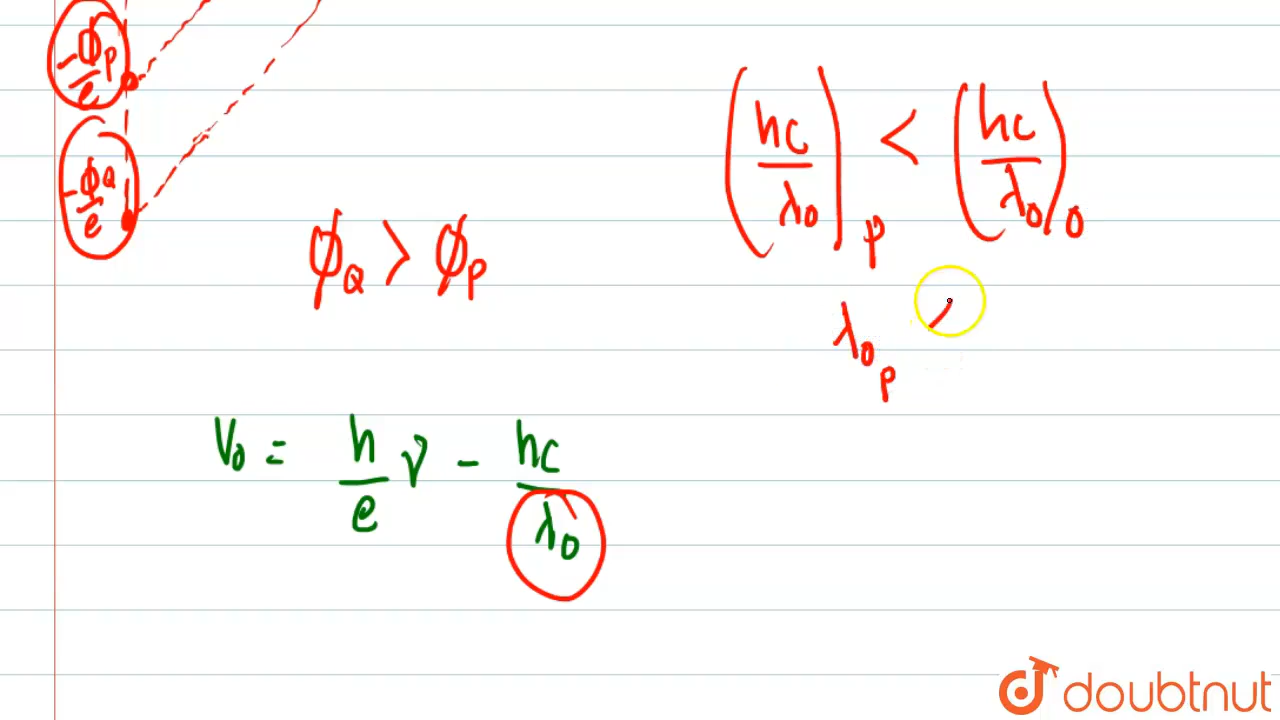 -ϕP/e
-ϕQ/e
(hc/λ0)P < (hc/λ0)Q
ϕQ > ϕP
λ0P
V0 = h/e ν - hc/λ0
doubtnut